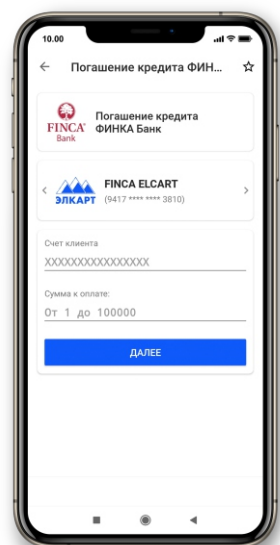 10.00
Погашение кредита ФИН...
FINCA
Bank
Погашение кредита
ФИНКА Банк
ЭЛКАРТ
FINCA ELCART
(9417 **** **** 3810)
Счет клиента
XXXXXXXXXXXXXXXX
Сумма к оплате:
От 1 до 100000
ДАЛЕЕ